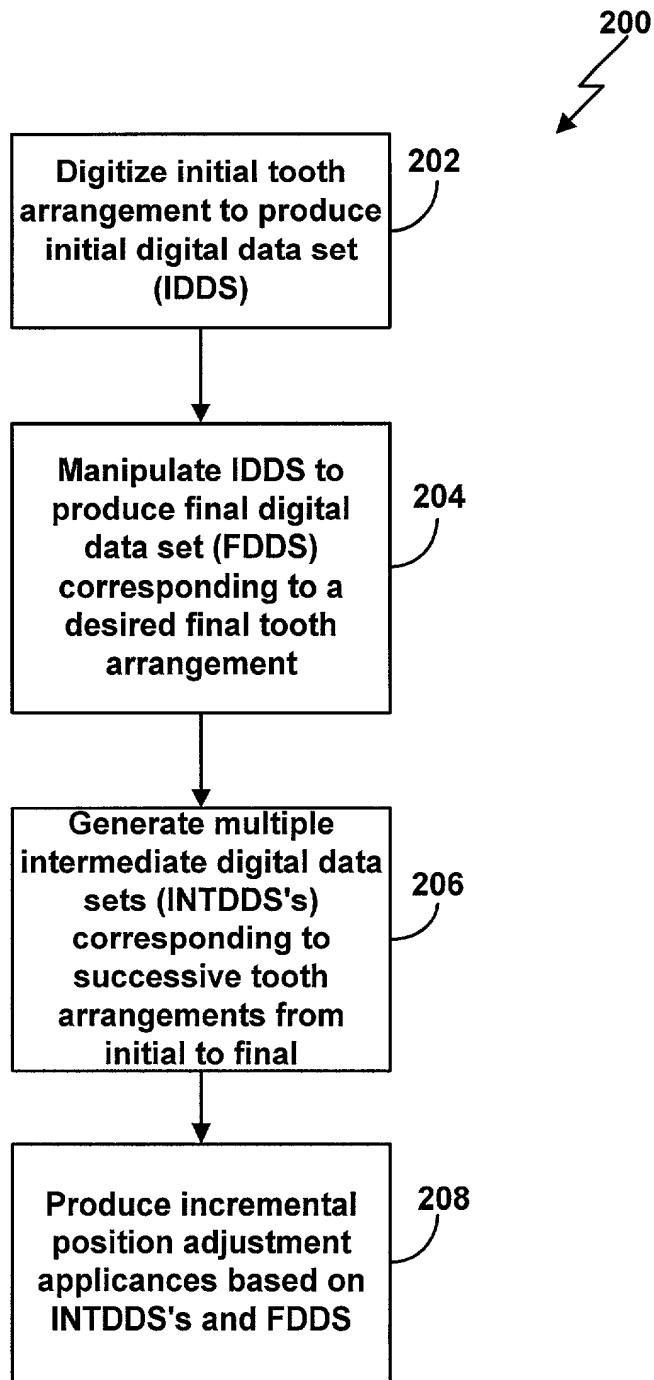 200
Digitize initial tooth
arrangement to produce
initial digital data set
(IDDS)
202
Manipulate IDDS to
produce final digital
data set (FDDS)
corresponding to a
desired final tooth
arrangement
204
Generate multiple
intermediate digital data
sets (INTDDS's)
corresponding to
successive tooth
arrangements from
initial to final
206
Produce incremental
position adjustment
applicances based on
INTDDS's and FDDS
208